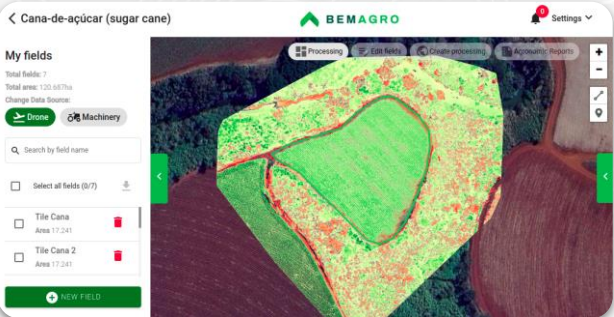 Cana-de-açúcar (sugar cane)
BEMAGRO
0
Settings
My fields
Total fields: 7
Total area: 120.687ha
Change Data Source:
Drone
Machinery
Search by field name
Select all fields (0/7)
Tile Cana
Area 17.241
Tile Cana 2
Area 17.241
NEW FIELD
Processing
Edit fields
Create processing
Agronomic Reports